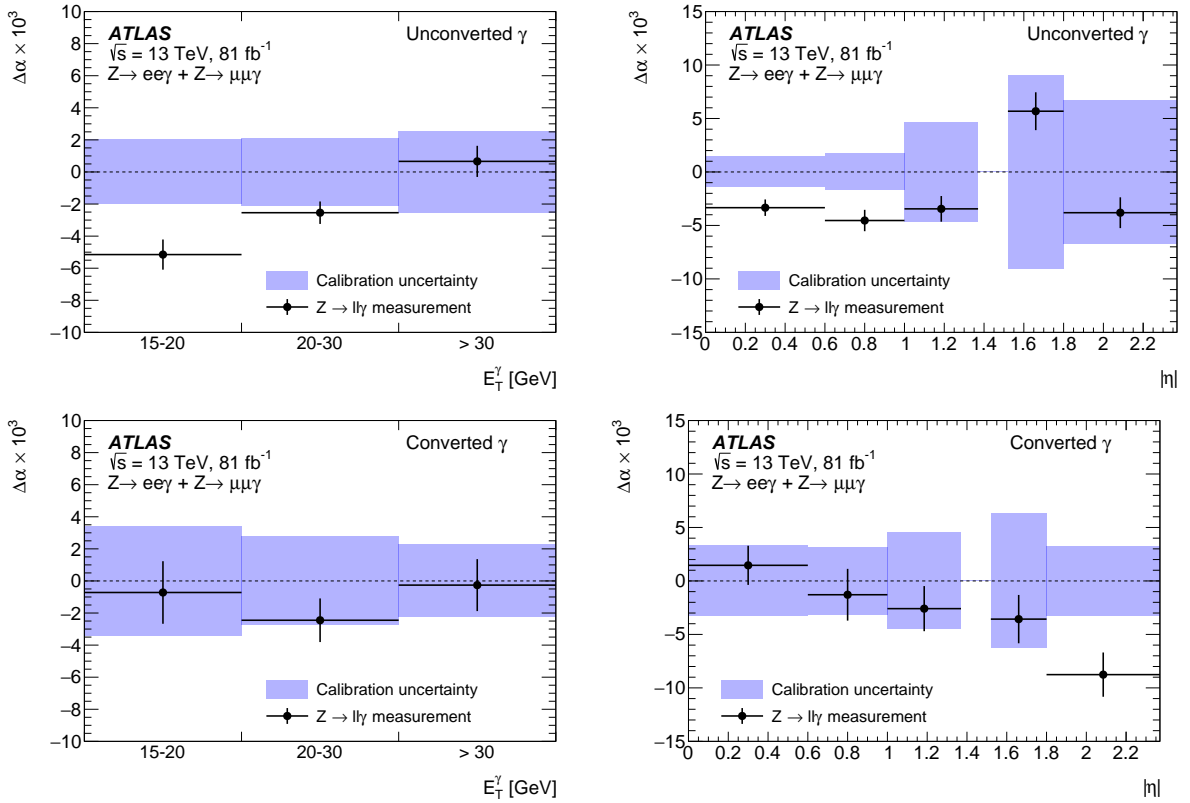 Δα × 10³
10
8
6
4
2
0
−2
−4
−6
−8
−10
ATLAS
√s = 13 TeV, 81 fb⁻¹
Z→ eeγ + Z→ μμγ
Unconverted γ
Calibration uncertainty
Z → llγ measurement
15-20 20-30 > 30
E_T^γ [GeV]
Δα × 10³
15
10
5
0
−5
−10
−15
ATLAS
√s = 13 TeV, 81 fb⁻¹
Z→ eeγ + Z→ μμγ
Unconverted γ
Calibration uncertainty
Z → llγ measurement
0 0.2 0.4 0.6 0.8 1 1.2 1.4 1.6 1.8 2 2.2
|η|
Δα × 10³
10
8
6
4
2
0
−2
−4
−6
−8
−10
ATLAS
√s = 13 TeV, 81 fb⁻¹
Z→ eeγ + Z→ μμγ
Converted γ
Calibration uncertainty
Z → llγ measurement
15-20 20-30 > 30
E_T^γ [GeV]
Δα × 10³
15
10
5
0
−5
−10
−15
ATLAS
√s = 13 TeV, 81 fb⁻¹
Z→ eeγ + Z→ μμγ
Converted γ
Calibration uncertainty
Z → llγ measurement
0 0.2 0.4 0.6 0.8 1 1.2 1.4 1.6 1.8 2 2.2
|η|